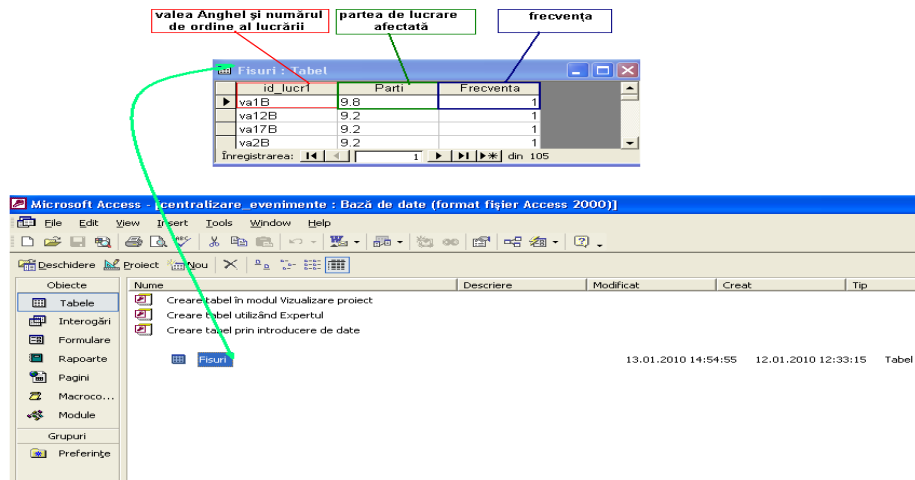 valea Anghel și numărul
de ordine al lucrării
partea de lucrare
afectată
frecvența
Fisuri : Tabel
id_lucr1 Parti Frecventa
va1B 9.8 1
va12B 9.2 1
va17B 9.2 1
va2B 9.2 1
Înregistrarea: 1 din 105
Microsoft Access - [centralizare_evenimente : Bază de date (format fișier Access 2000)]
File Edit View Insert Tools Window Help
Deschidere Proiect Nou
Obiecte
Tabele
Interogări
Formulare
Rapoarte
Pagini
Macroco...
Module
Grupuri
Preferințe
Nume Descriere Modificat Creat Tip
Creare tabel în modul Vizualizare proiect
Creare tabel utilizând Expertul
Creare tabel prin introducere de date
Fisuri 13.01.2010 14:54:55 12.01.2010 12:33:15 Tabel